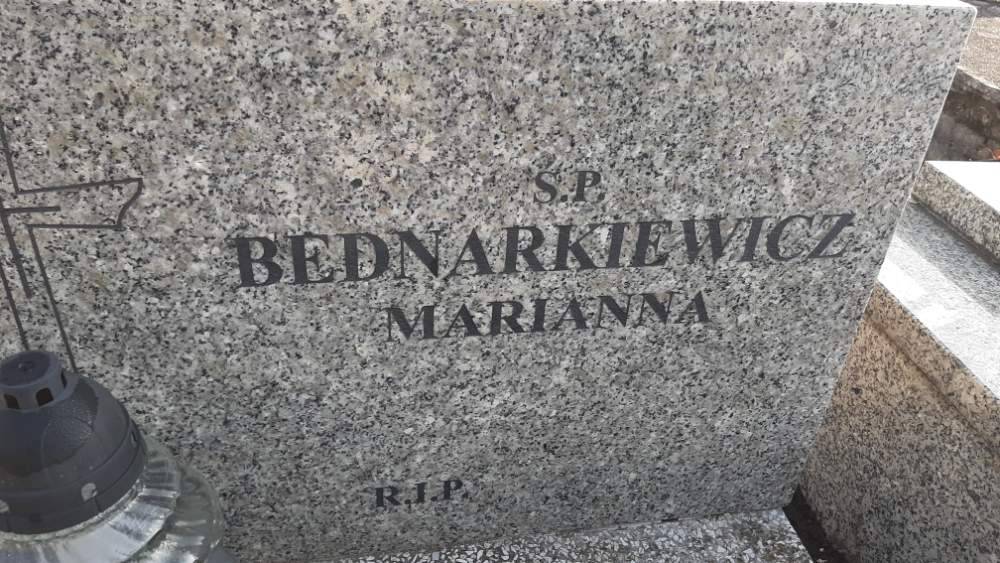 Ś.P.
BEDNARKIEWICZ
MARIANNA
R.I.P.